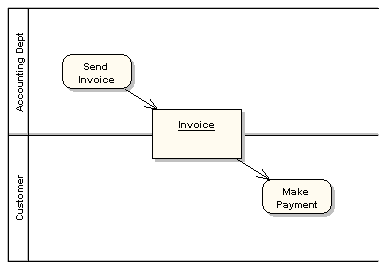 Accounting Dept
Send
Invoice
Invoice
Customer
Make
Payment